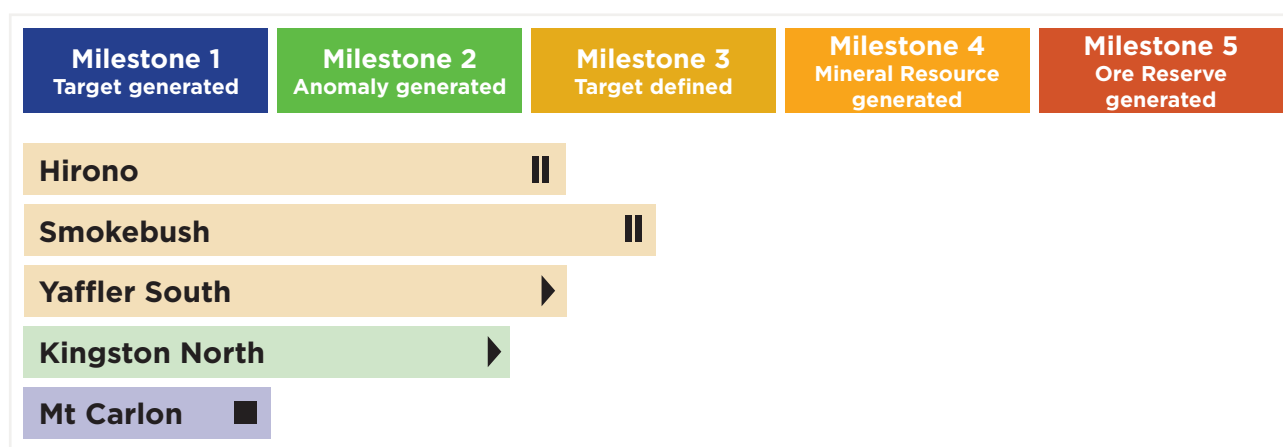 Milestone 1
Target generated
Milestone 2
Anomaly generated
Milestone 3
Target defined
Milestone 4
Mineral Resource
generated
Milestone 5
Ore Reserve
generated
Hirono
Smokebush
Yaffler South
Kingston North
Mt Carlon